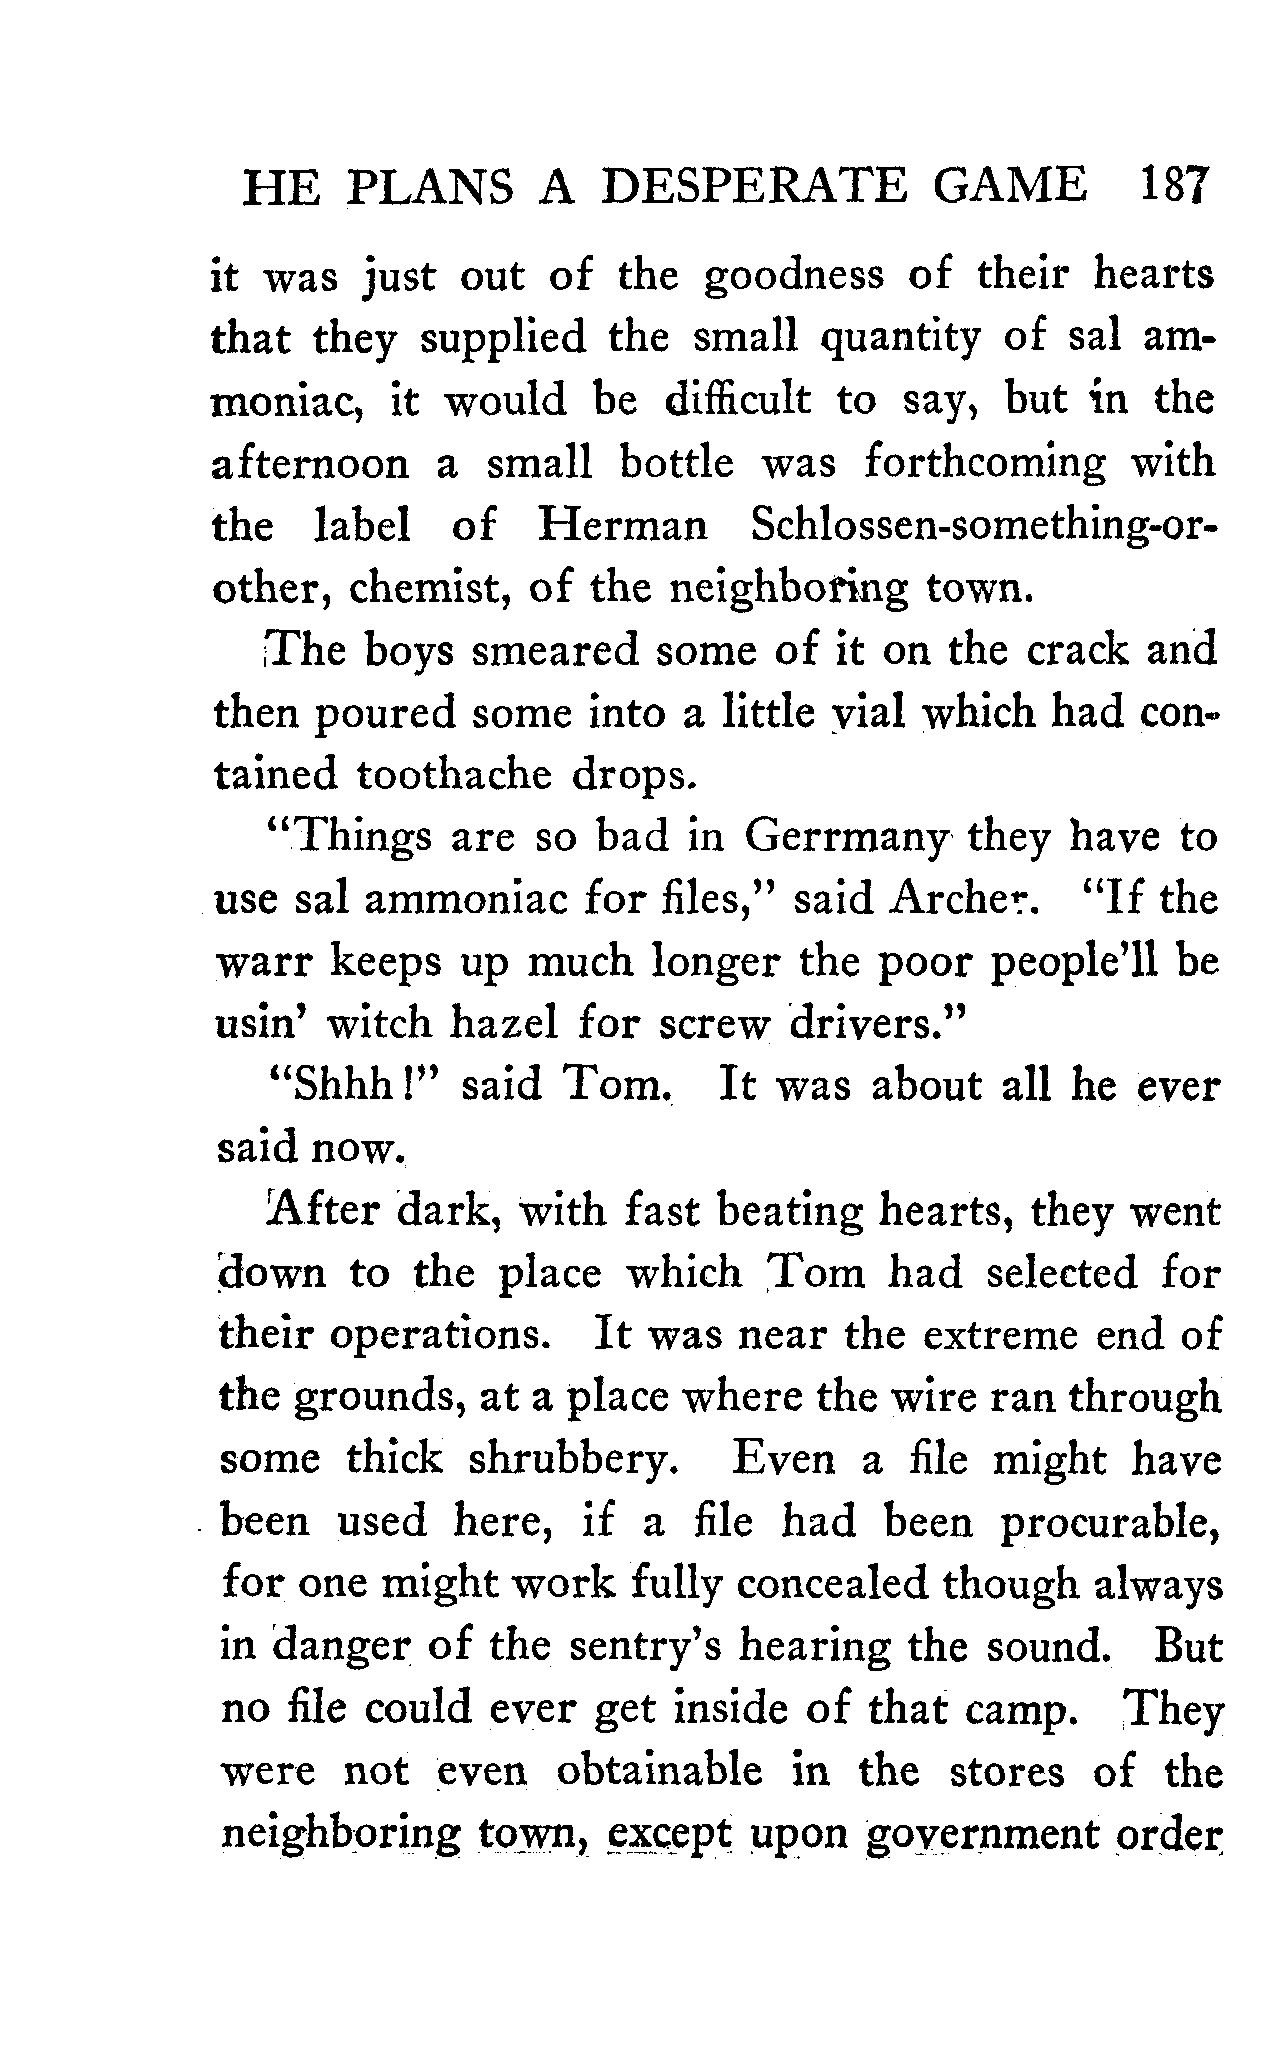 HE PLANS A DESPERATE GAME 187
it was just out of the goodness of their hearts
that they supplied the small quantity of sal am-
moniac, it would be difficult to say, but in the
afternoon a small bottle was forthcoming with
the label of Herman Schlossen-something-or-
other, chemist, of the neighboring town.
The boys smeared some of it on the crack and
then poured some into a little vial which had con-
tained toothache drops.
"Things are so bad in Gerrmany they have to
use sal ammoniac for files," said Archer. "If the
warr keeps up much longer the poor people'll be
usin' witch hazel for screw drivers."
"Shhh!" said Tom. It was about all he ever
said now.
After dark, with fast beating hearts, they went
down to the place which Tom had selected for
their operations. It was near the extreme end of
the grounds, at a place where the wire ran through
some thick shrubbery. Even a file might have
been used here, if a file had been procurable,
for one might work fully concealed though always
in danger of the sentry's hearing the sound. But
no file could ever get inside of that camp. They
were not even obtainable in the stores of the
neighboring town, except upon government order